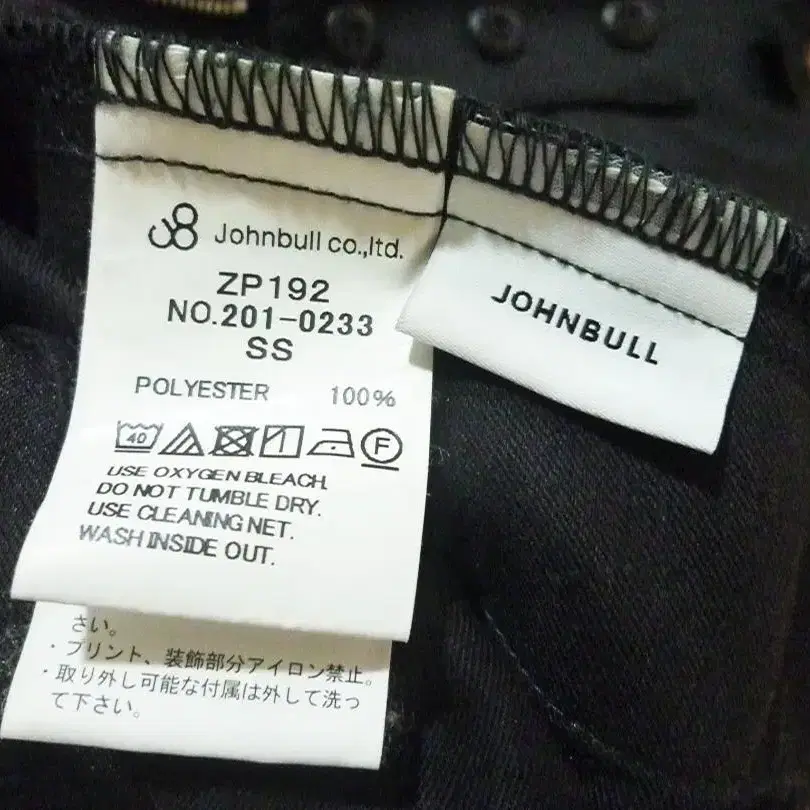 Johnbull co.,ltd.
ZP192
NO.201-0233
SS
POLYESTER 100%
40 F
USE OXYGEN BLEACH.
DO NOT TUMBLE DRY.
USE CLEANING NET.
WASH INSIDE OUT.
さい。
・プリント、装飾部分アイロン禁止。
・取り外し可能な付属は外して洗っ
て下さい。
JOHNBULL